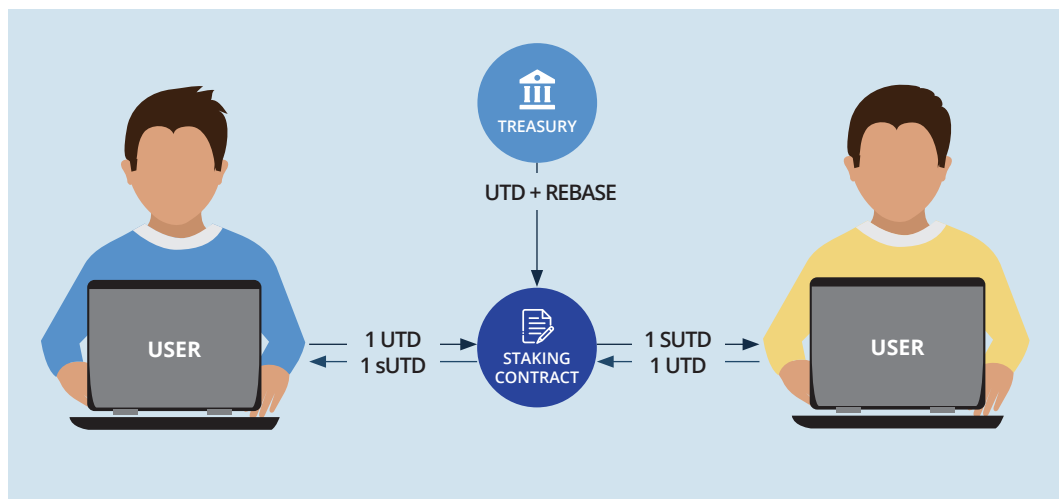 TREASURY
UTD + REBASE
USER
1 UTD
1 sUTD
STAKING
CONTRACT
1 SUTD
1 UTD
USER